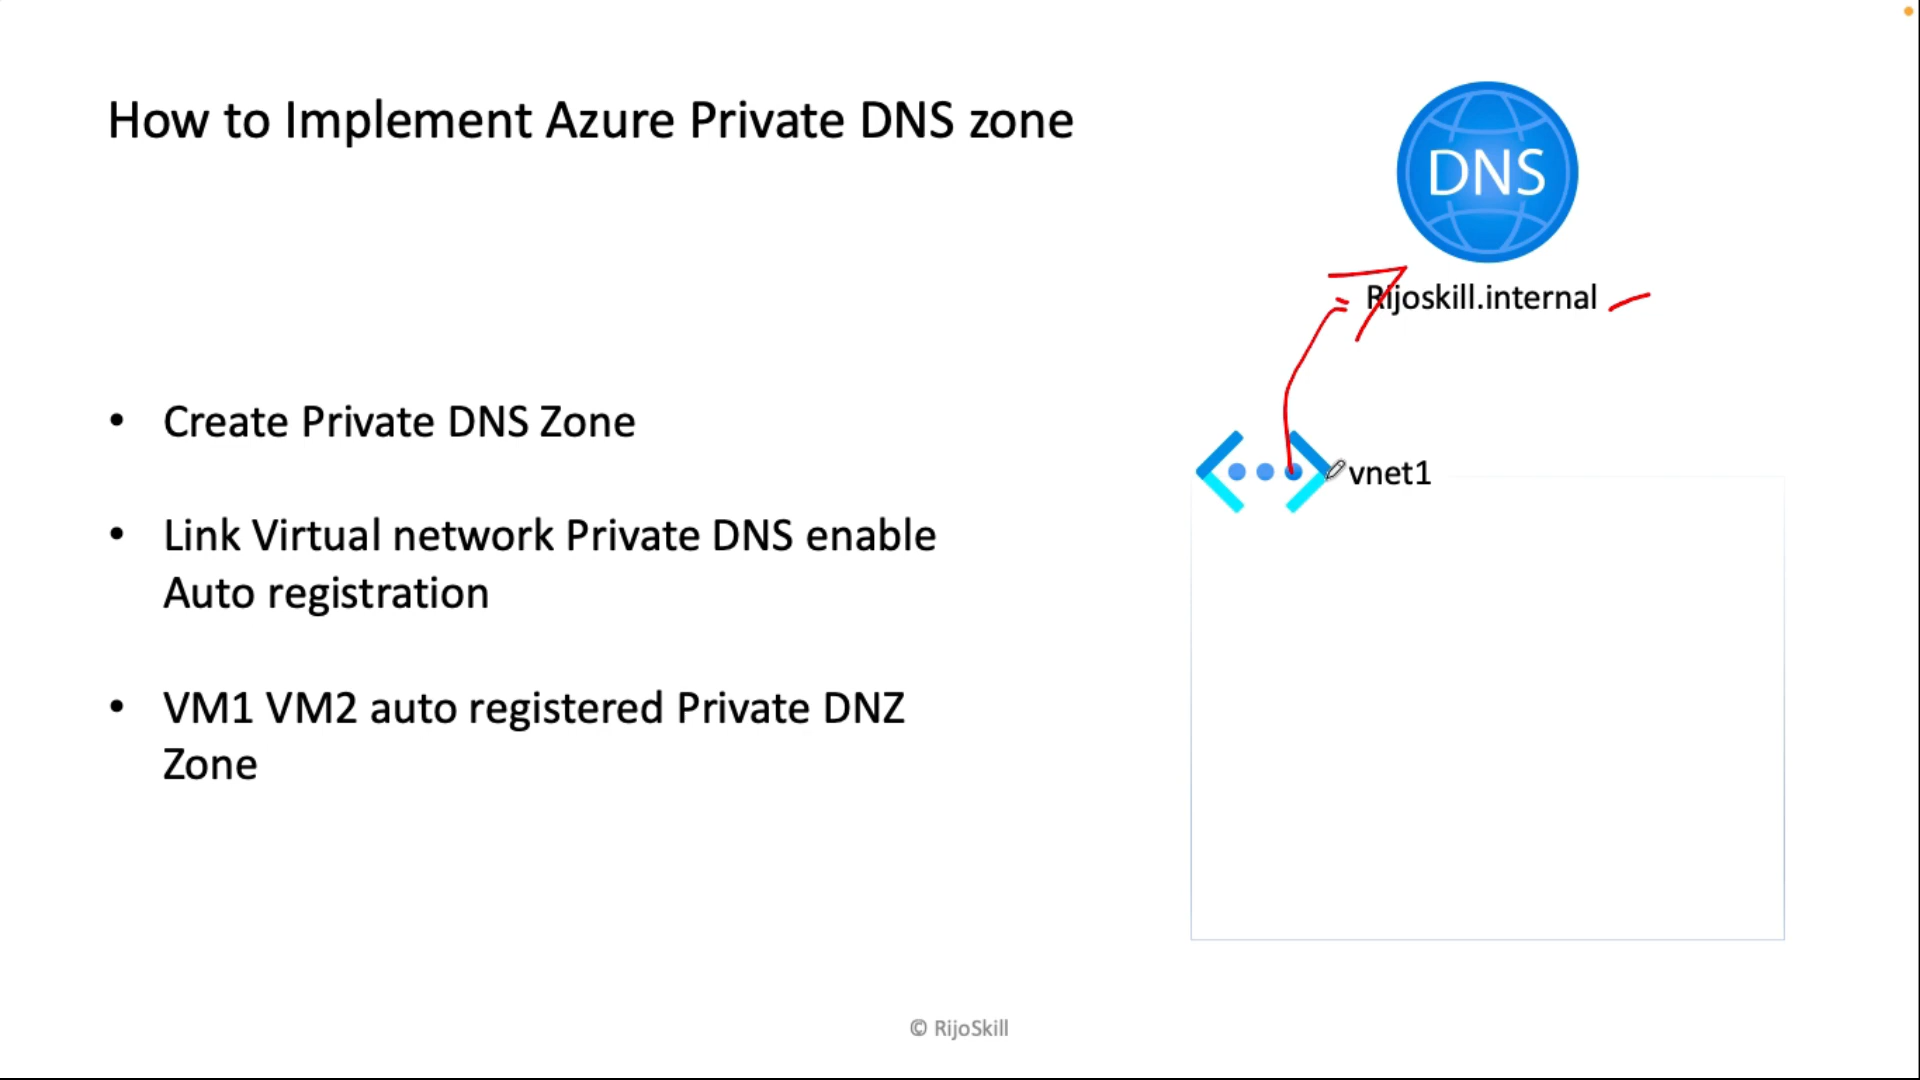 How to Implement Azure Private DNS zone
DNS
Rijoskill.internal
• Create Private DNS Zone
vnet1
• Link Virtual network Private DNS enable
Auto registration
• VM1 VM2 auto registered Private DNZ
Zone
© RijoSkill